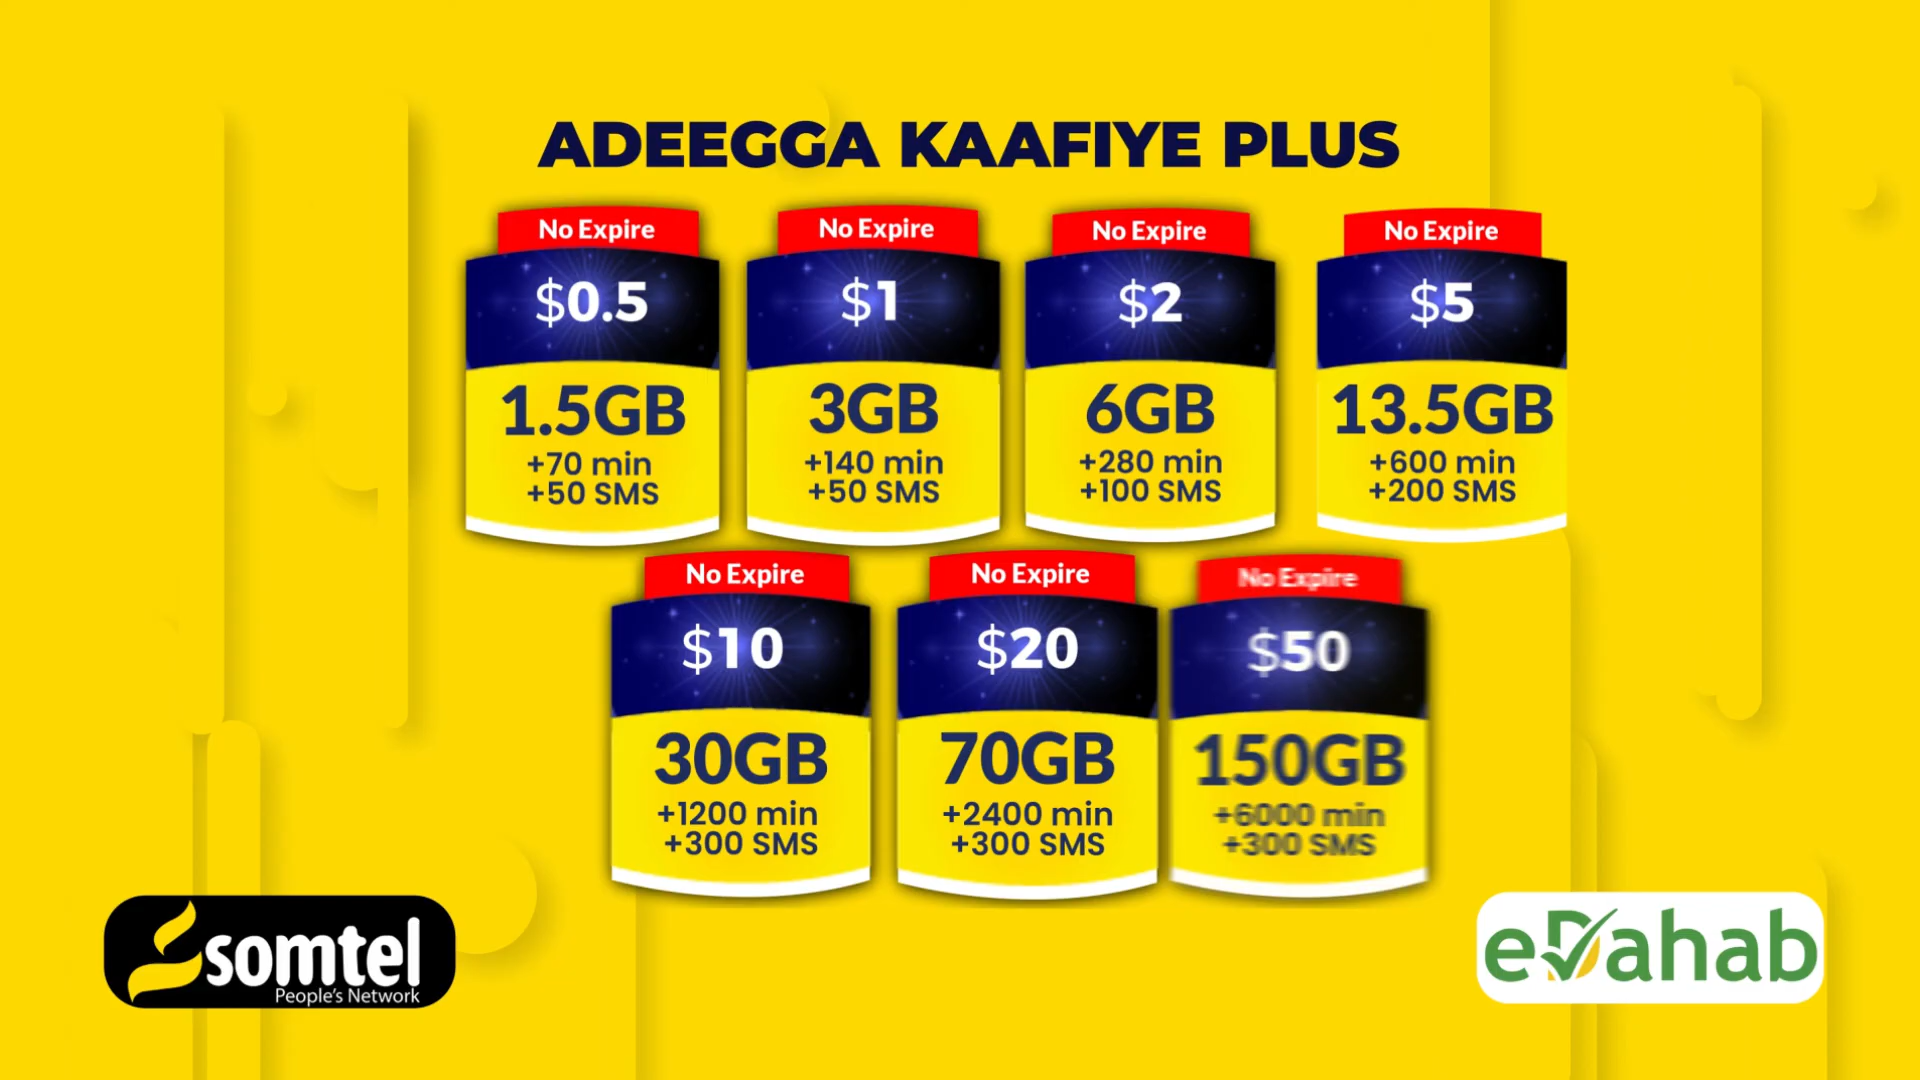 ADEEGGA KAAFIYE PLUS
No Expire
$0.5
1.5GB
+70 min
+50 SMS
No Expire
$1
3GB
+140 min
+50 SMS
No Expire
$2
6GB
+280 min
+100 SMS
No Expire
$5
13.5GB
+600 min
+200 SMS
No Expire
$10
30GB
+1200 min
+300 SMS
No Expire
$20
70GB
+2400 min
+300 SMS
No Expire
$50
150GB
+6000 min
+300 SMS
somtel
People's Network
eDahab